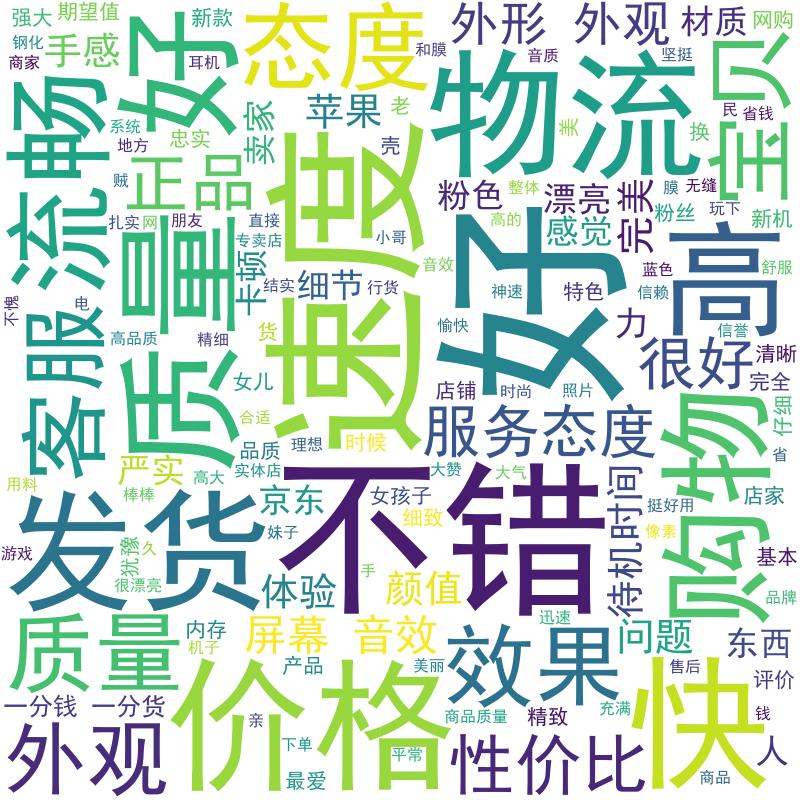 强大
期望值
好
新款
态度
外形
外观
材质
网购
钢化
手感
商家
耳机
和膜
音质
坚挺
宝贝
流畅
系统
地方
忠实
卖家
苹果
老
物流
美
换
民
省钱
壳
正品
贼
速度
粉色
整体
漂亮
完美
膜
无缝
扎实
网
朋友
直接
质量
专卖店
小哥
好
高的
感觉
粉丝
玩下
新机
高
卡顿
音效
蓝色
舒服
不愧
电
结实
细节
行货
神速
特色
信赖
客服
高品质
精细
货
愉快
力
信誉
很好
清晰
女儿
店铺
时尚
照片
完全
合适
服务态度
购物
仔细
品质
理想
时候
严实
高大
实体店
大赞
大气
省
用料
棒棒
京东
女孩子
不错
待机时间
挺好用
店家
发货
细致
妹子
像素
游戏
犹豫
久
手
基本
很漂亮
体验
颜值
品牌
迅速
质量
内存
屏幕
音效
效果
问题
东西
机子
产品
美丽
售后
评价
一分钱
一分货
价格
快
亲
商品质量
精致
充满
钱
外观
下单
平常
性价比
人
最爱
商品